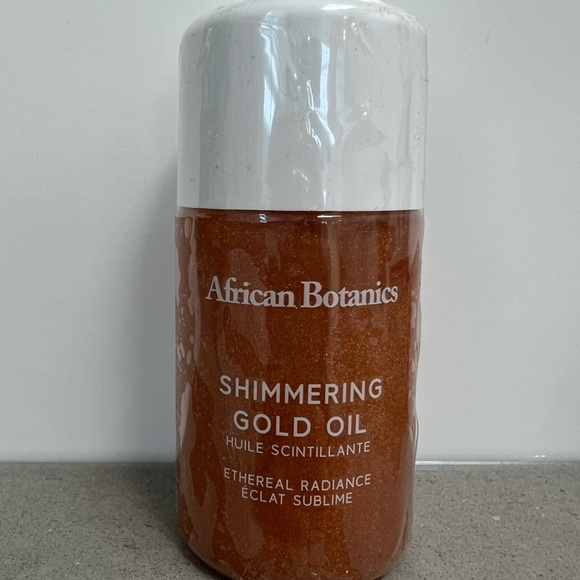 African Botanics
SHIMMERING
GOLD OIL
HUILE SCINTILLANTE
ETHEREAL RADIANCE
ÉCLAT SUBLIME